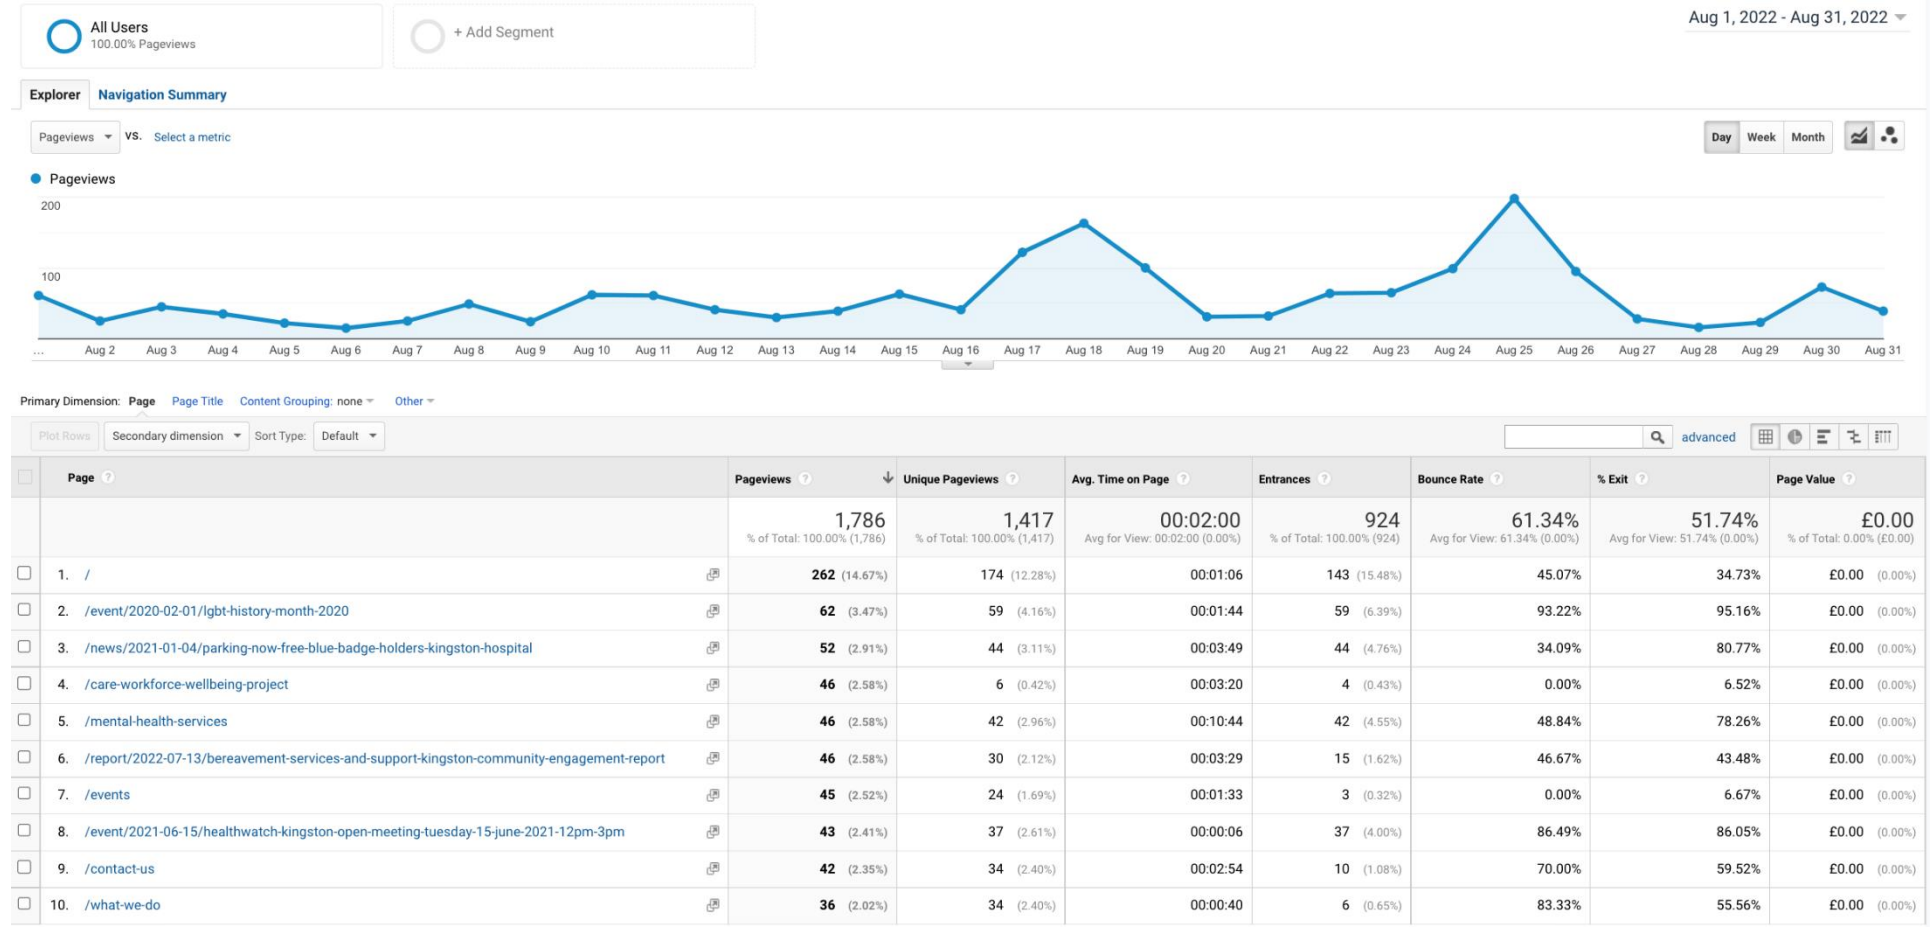 All Users
100.00% Pageviews
+ Add Segment
Aug 1, 2022 - Aug 31, 2022
Explorer Navigation Summary
Pageviews VS. Select a metric
Day Week Month
Pageviews
200
100
... Aug 2 Aug 3 Aug 4 Aug 5 Aug 6 Aug 7 Aug 8 Aug 9 Aug 10 Aug 11 Aug 12 Aug 13 Aug 14 Aug 15 Aug 16 Aug 17 Aug 18 Aug 19 Aug 20 Aug 21 Aug 22 Aug 23 Aug 24 Aug 25 Aug 26 Aug 27 Aug 28 Aug 29 Aug 30 Aug 31
Primary Dimension: Page Page Title Content Grouping: none Other
Plot Rows Secondary dimension Sort Type: Default advanced
Page ? Pageviews ? Unique Pageviews ? Avg. Time on Page ? Entrances ? Bounce Rate ? % Exit ? Page Value ?
1,786 1,417 00:02:00 924 61.34% 51.74% £0.00
% of Total: 100.00% (1,786) % of Total: 100.00% (1,417) Avg for View: 00:02:00 (0.00%) % of Total: 100.00% (924) Avg for View: 61.34% (0.00%) Avg for View: 51.74% (0.00%) % of Total: 0.00% (£0.00)
1. / 262 (14.67%) 174 (12.28%) 00:01:06 143 (15.48%) 45.07% 34.73% £0.00 (0.00%)
2. /event/2020-02-01/lgbt-history-month-2020 62 (3.47%) 59 (4.16%) 00:01:44 59 (6.39%) 93.22% 95.16% £0.00 (0.00%)
3. /news/2021-01-04/parking-now-free-blue-badge-holders-kingston-hospital 52 (2.91%) 44 (3.11%) 00:03:49 44 (4.76%) 34.09% 80.77% £0.00 (0.00%)
4. /care-workforce-wellbeing-project 46 (2.58%) 6 (0.42%) 00:03:20 4 (0.43%) 0.00% 6.52% £0.00 (0.00%)
5. /mental-health-services 46 (2.58%) 42 (2.96%) 00:10:44 42 (4.55%) 48.84% 78.26% £0.00 (0.00%)
6. /report/2022-07-13/bereavement-services-and-support-kingston-community-engagement-report 46 (2.58%) 30 (2.12%) 00:03:29 15 (1.62%) 46.67% 43.48% £0.00 (0.00%)
7. /events 45 (2.52%) 24 (1.69%) 00:01:33 3 (0.32%) 0.00% 6.67% £0.00 (0.00%)
8. /event/2021-06-15/healthwatch-kingston-open-meeting-tuesday-15-june-2021-12pm-3pm 43 (2.41%) 37 (2.61%) 00:00:06 37 (4.00%) 86.49% 86.05% £0.00 (0.00%)
9. /contact-us 42 (2.35%) 34 (2.40%) 00:02:54 10 (1.08%) 70.00% 59.52% £0.00 (0.00%)
10. /what-we-do 36 (2.02%) 34 (2.40%) 00:00:40 6 (0.65%) 83.33% 55.56% £0.00 (0.00%)